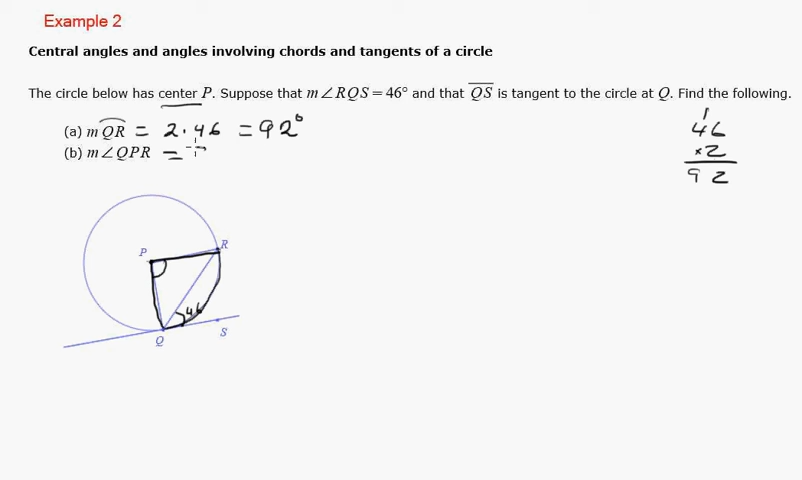 Example 2
Central angles and angles involving chords and tangents of a circle
The circle below has center P. Suppose that m∠RQS = 46° and that QS is tangent to the circle at Q. Find the following.
(a) m QR = 2·46 = 92°
(b) m∠QPR =
46
×2
92
1
P
R
46
Q
S